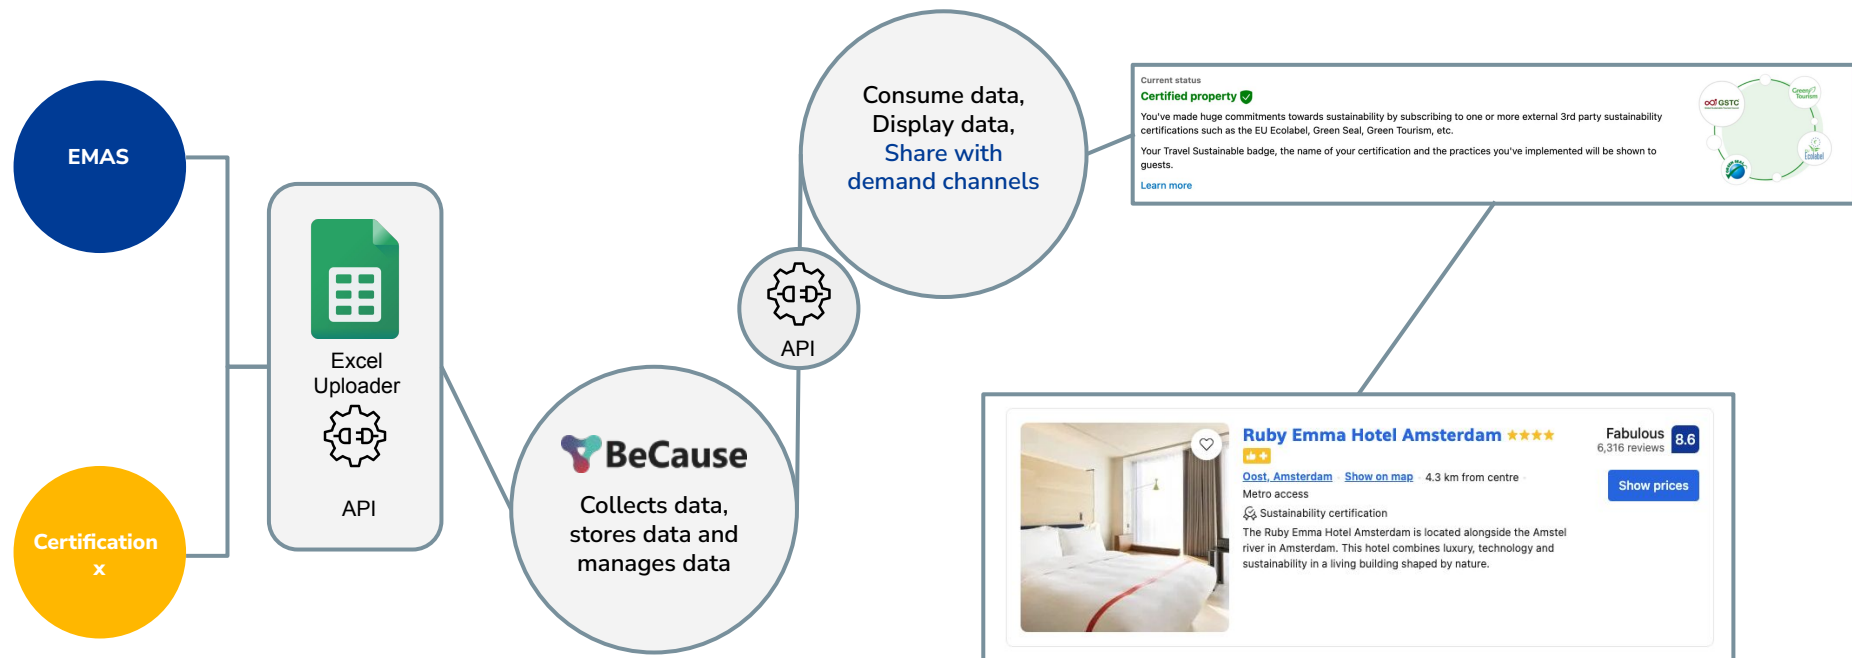 EMAS
Certification
x
Excel
Uploader
API
BeCause
Collects data,
stores data and
manages data
API
Consume data,
Display data,
Share with
demand channels
Current status
Certified property
You've made huge commitments towards sustainability by subscribing to one or more external 3rd party sustainability
certifications such as the EU Ecolabel, Green Seal, Green Tourism, etc.
Your Travel Sustainable badge, the name of your certification and the practices you've implemented will be shown to
guests.
Learn more
GSTC
Green
Tourism
Ecolabel
Ruby Emma Hotel Amsterdam
Oost, Amsterdam Show on map 4.3 km from centre
Metro access
Sustainability certification
The Ruby Emma Hotel Amsterdam is located alongside the Amstel
river in Amsterdam. This hotel combines luxury, technology and
sustainability in a living building shaped by nature.
Fabulous 8.6
6,316 reviews
Show prices